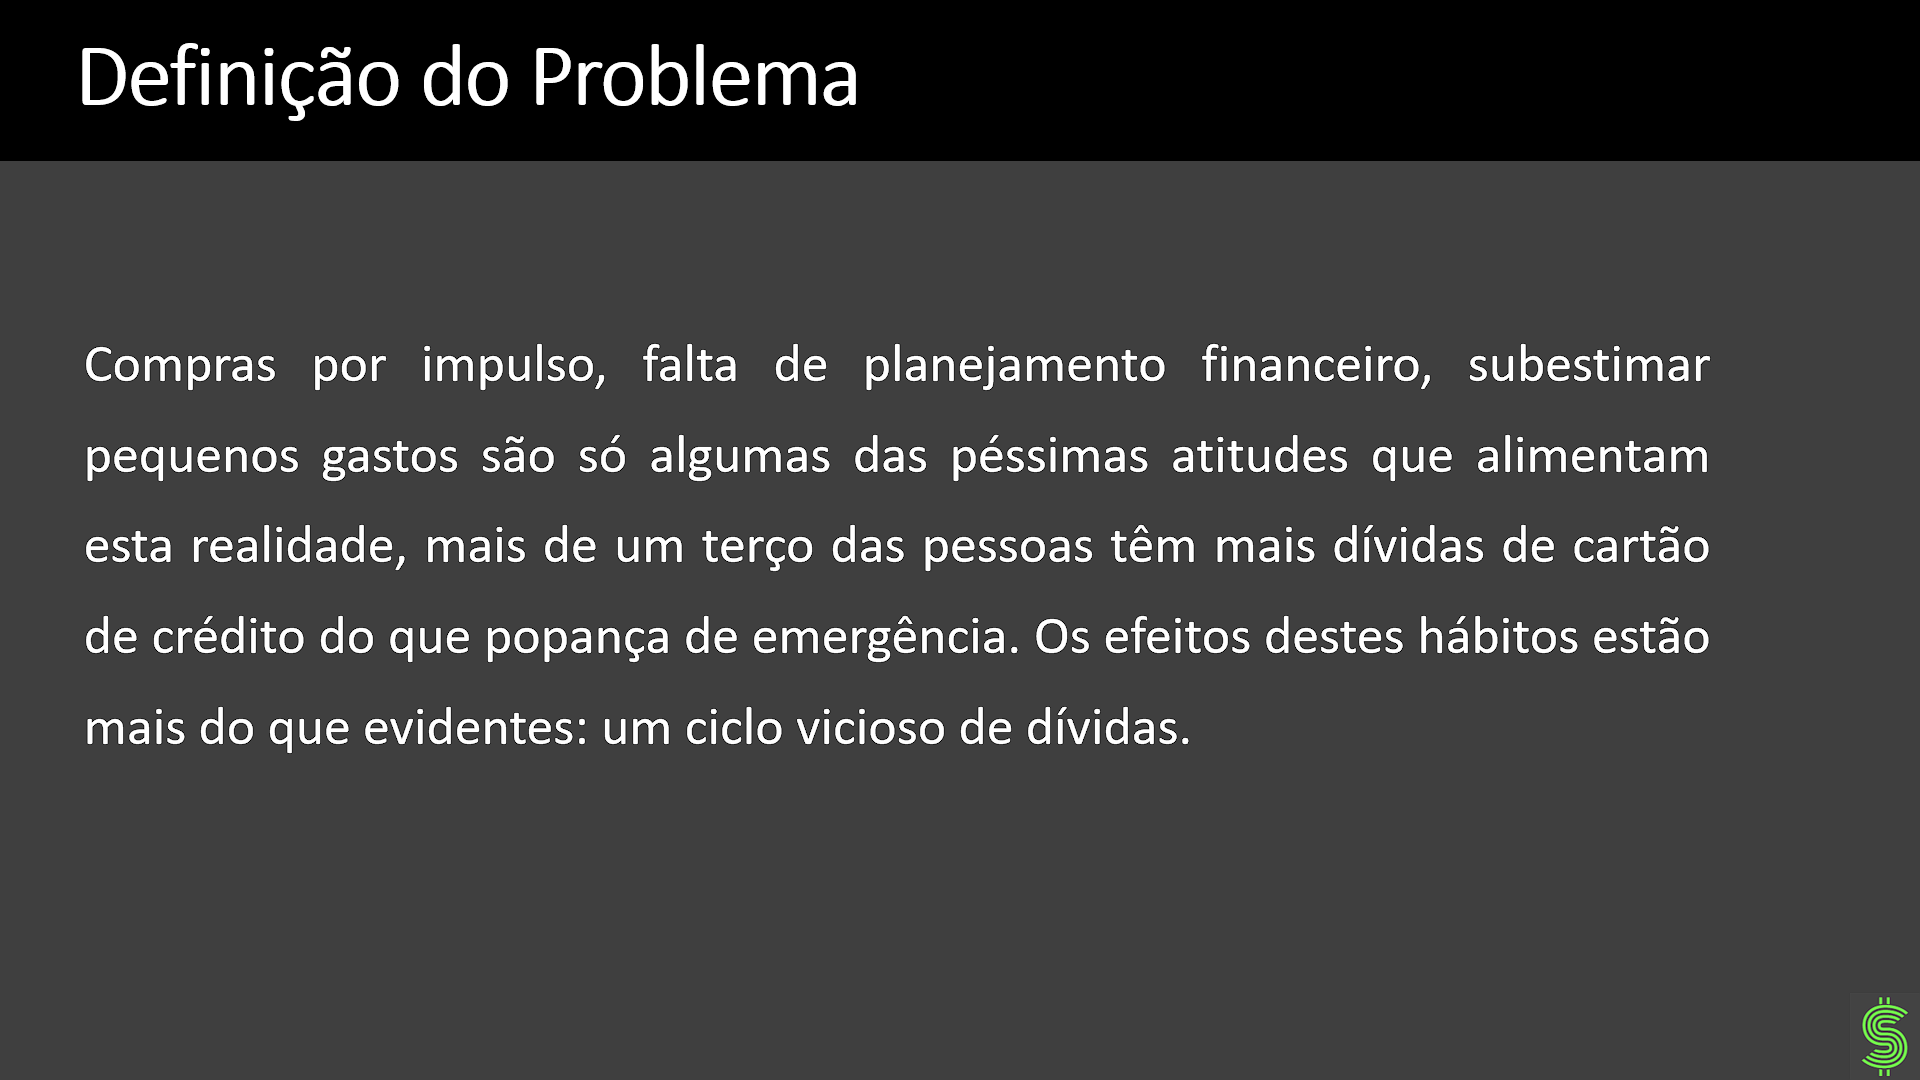 Definição do Problema
Compras por impulso, falta de planejamento financeiro, subestimar
pequenos gastos são só algumas das péssimas atitudes que alimentam
esta realidade, mais de um terço das pessoas têm mais dívidas de cartão
de crédito do que popança de emergência. Os efeitos destes hábitos estão
mais do que evidentes: um ciclo vicioso de dívidas.